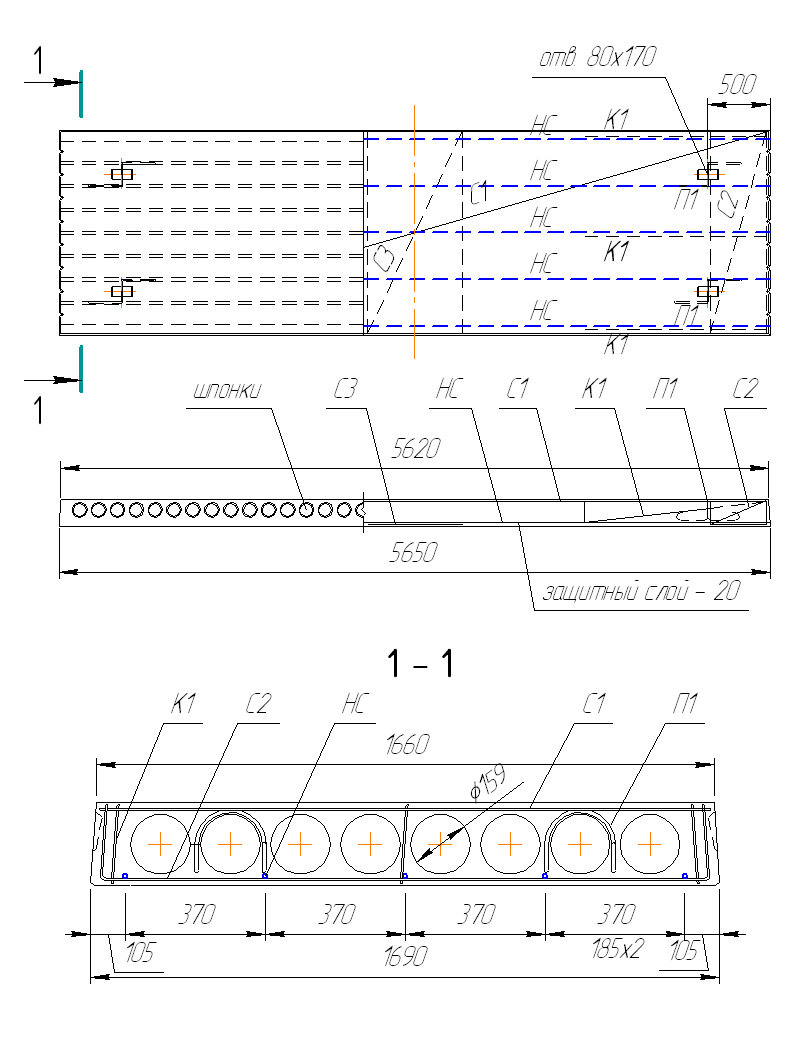 1
отв. 80х170
500
НС
К1
НС
С1
П1
С2
НС
С3
К1
НС
П1
НС
К1
1
шпонки
С3
НС
С1
К1
П1
С2
5620
5650
защитный слой - 20
1 - 1
К1
С2
НС
С1
П1
1660
ф159
370
370
370
370
105
185х2
105
1690